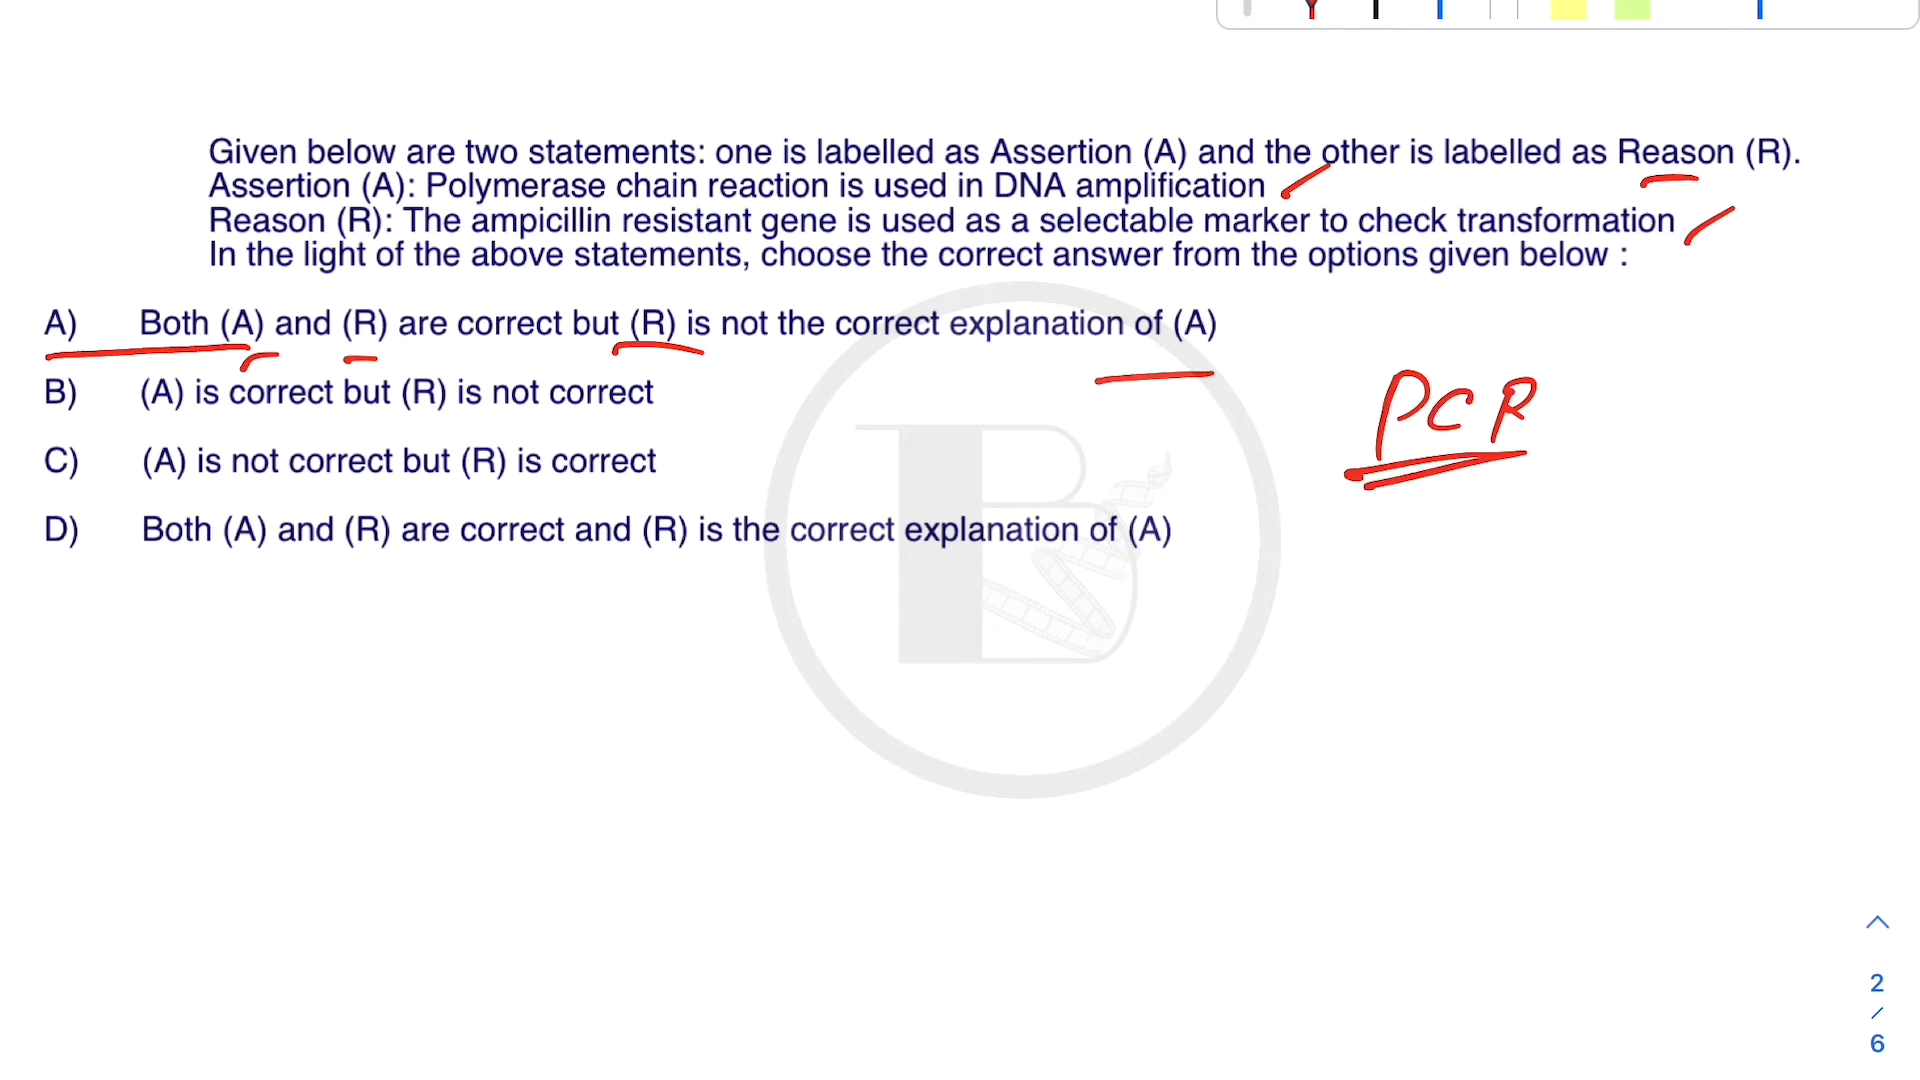 Given below are two statements: one is labelled as Assertion (A) and the other is labelled as Reason (R).
Assertion (A): Polymerase chain reaction is used in DNA amplification
Reason (R): The ampicillin resistant gene is used as a selectable marker to check transformation
In the light of the above statements, choose the correct answer from the options given below :
A) Both (A) and (R) are correct but (R) is not the correct explanation of (A)
B) (A) is correct but (R) is not correct
PCR
C) (A) is not correct but (R) is correct
D) Both (A) and (R) are correct and (R) is the correct explanation of (A)
2
/
6